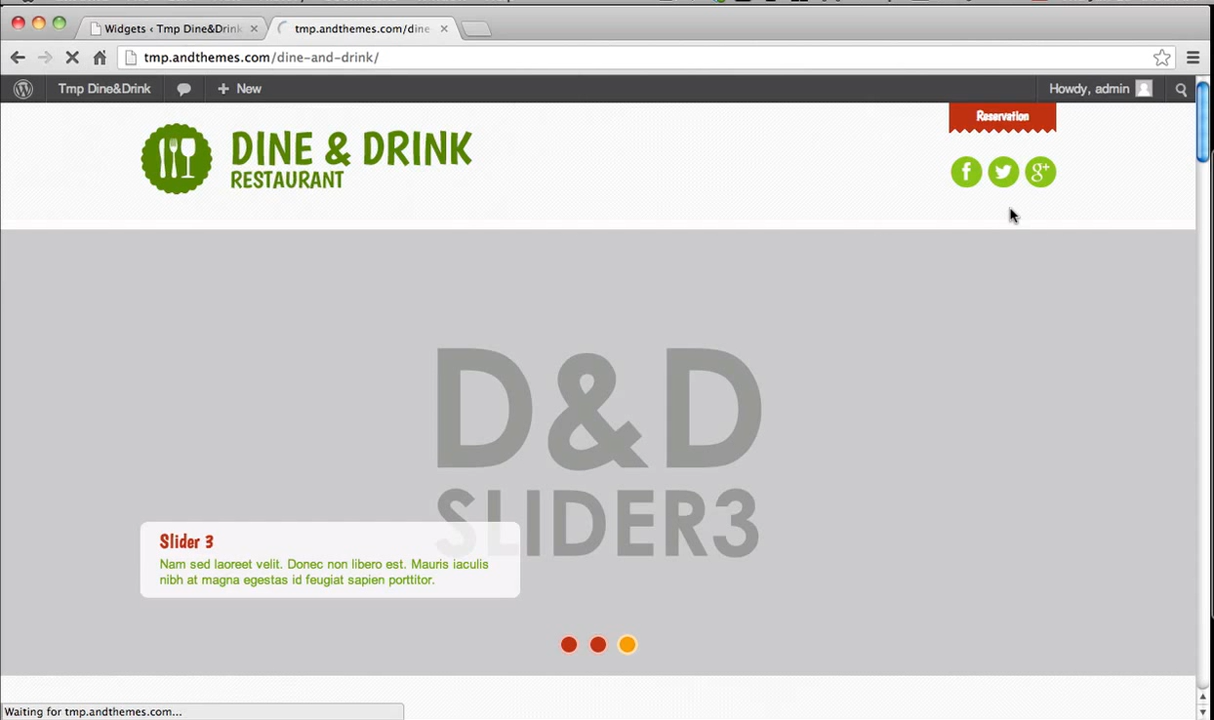 Widgets ‹ Tmp Dine&Drink
tmp.andthemes.com/dine
tmp.andthemes.com/dine-and-drink/
Tmp Dine&Drink
+ New
Howdy, admin
Reservation
DINE & DRINK
RESTAURANT
f
g+
D&D
SLIDER3
Slider 3
Nam sed laoreet velit. Donec non libero est. Mauris iaculis
nibh at magna egestas id feugiat sapien porttitor.
Waiting for tmp.andthemes.com...